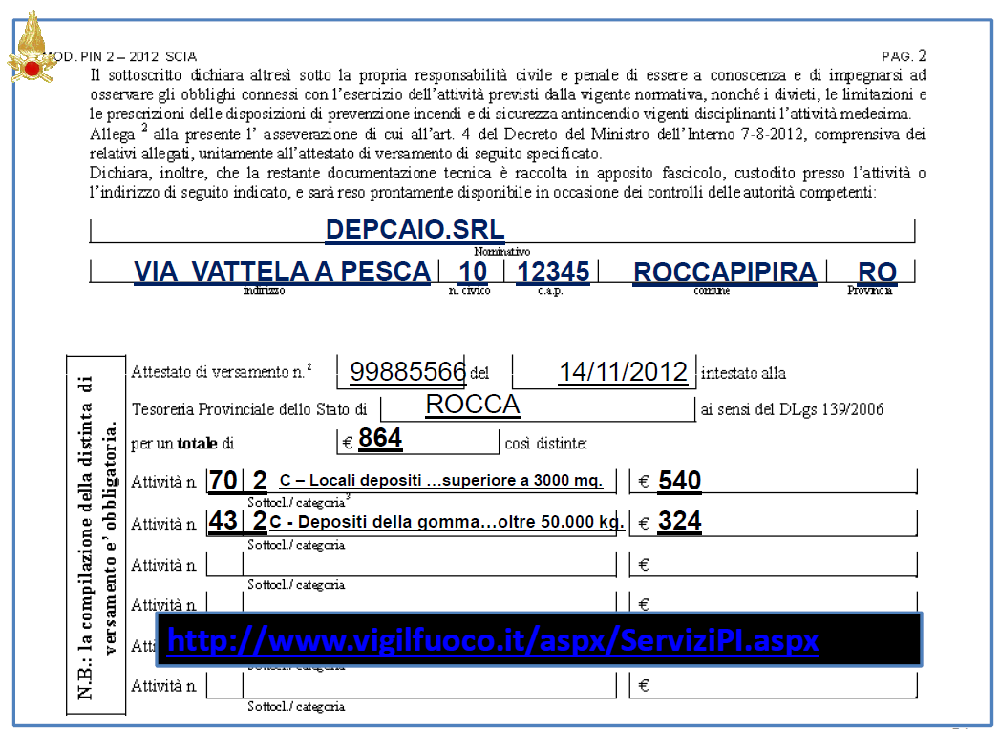 MOD. PIN 2 – 2012 SCIA PAG. 2
Il sottoscritto dichiara altresì sotto la propria responsabilità civile e penale di essere a conoscenza e di impegnarsi ad
osservare gli obblighi connessi con l'esercizio dell'attività previsti dalla vigente normativa, nonché i divieti, le limitazioni e
le prescrizioni delle disposizioni di prevenzione incendi e di sicurezza antincendio vigenti disciplinanti l'attività medesima.
Allega 2 alla presente l' asseverazione di cui all'art. 4 del Decreto del Ministro dell'Interno 7-8-2012, comprensiva dei
relativi allegati, unitamente all'attestato di versamento di seguito specificato.
Dichiara, inoltre, che la restante documentazione tecnica è raccolta in apposito fascicolo, custodito presso l'attività o
l'indirizzo di seguito indicato, e sarà reso prontamente disponibile in occasione dei controlli delle autorità competenti:
DEPCAIO.SRL
Nominativo
VIA VATTELA A PESCA 10 12345 ROCCAPIPIRA RO
indirizzo n. civico c.a.p. comune Provincia
N.B.: la compilazione della distinta di
versamento e' obbligatoria.
Attestato di versamento n.2 99885566 del 14/11/2012 intestato alla
Tesoreria Provinciale dello Stato di ROCCA ai sensi del DLgs 139/2006
per un totale di € 864 così distinte:
Attività n. 70 2 C – Locali depositi …superiore a 3000 mq. € 540
Sottocl./ categoria3
Attività n. 43 2 C - Depositi della gomma…oltre 50.000 kg. € 324
Sottocl./ categoria
Attività n. €
Sottocl./ categoria
Attività n. €
http://www.vigilfuoco.it/aspx/ServiziPI.aspx
Attività n. €
Sottocl./ categoria